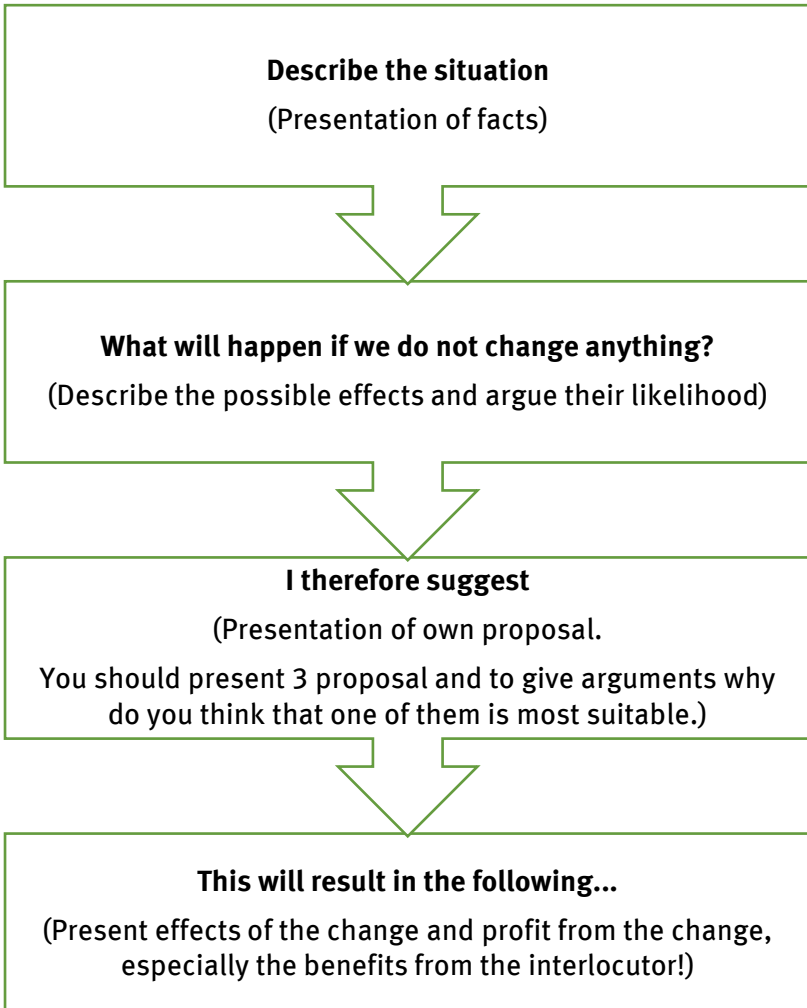 Describe the situation
(Presentation of facts)
What will happen if we do not change anything?
(Describe the possible effects and argue their likelihood)
I therefore suggest
(Presentation of own proposal.
You should present 3 proposal and to give arguments why
do you think that one of them is most suitable.)
This will result in the following...
(Present effects of the change and profit from the change,
especially the benefits from the interlocutor!)